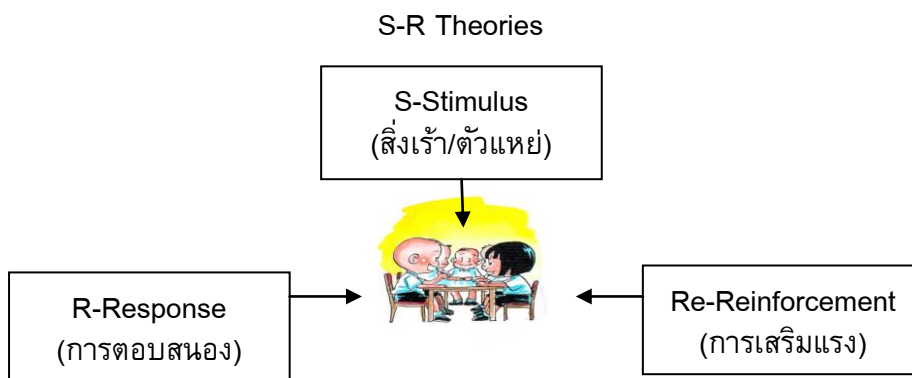 S-R Theories
S-Stimulus
(สิ่งเร้า/ตัวแหย่)
R-Response
(การตอบสนอง)
Re-Reinforcement
(การเสริมแรง)